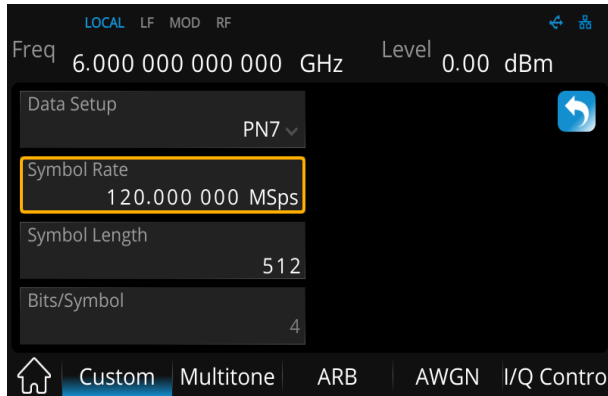 LOCAL LF MOD RF
Freq 6.000 000 000 000 GHz Level 0.00 dBm
Data Setup
PN7
Symbol Rate
120.000 000 MSps
Symbol Length
512
Bits/Symbol
4
Custom Multitone ARB AWGN I/Q Contro